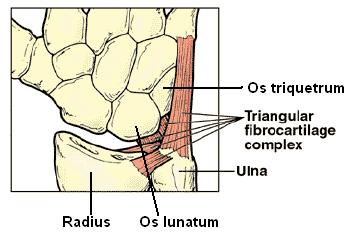 Os triquetrum
Triangular
fibrocartilage
complex
Ulna
Radius
Os lunatum